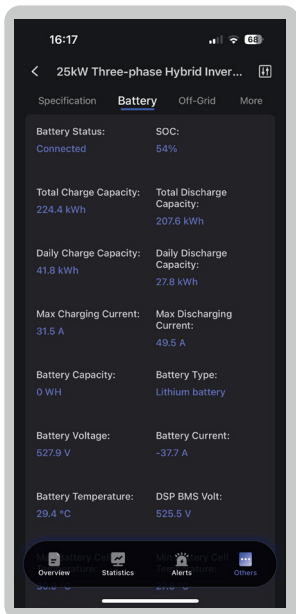 16:17
68
25kW Three-phase Hybrid Inver...
Specification Battery Off-Grid More
Battery Status: SOC:
Connected 54%
Total Charge Capacity: Total Discharge
Capacity:
224.4 kWh
207.6 kWh
Daily Charge Capacity: Daily Discharge
Capacity:
41.8 kWh
27.8 kWh
Max Charging Current: Max Discharging
Current:
31.5 A
49.5 A
Battery Capacity: Battery Type:
0 WH Lithium battery
Battery Voltage: Battery Current:
527.9 V -37.7 A
Battery Temperature: DSP BMS Volt:
29.4 °C 525.5 V
Overview Statistics Alerts Others